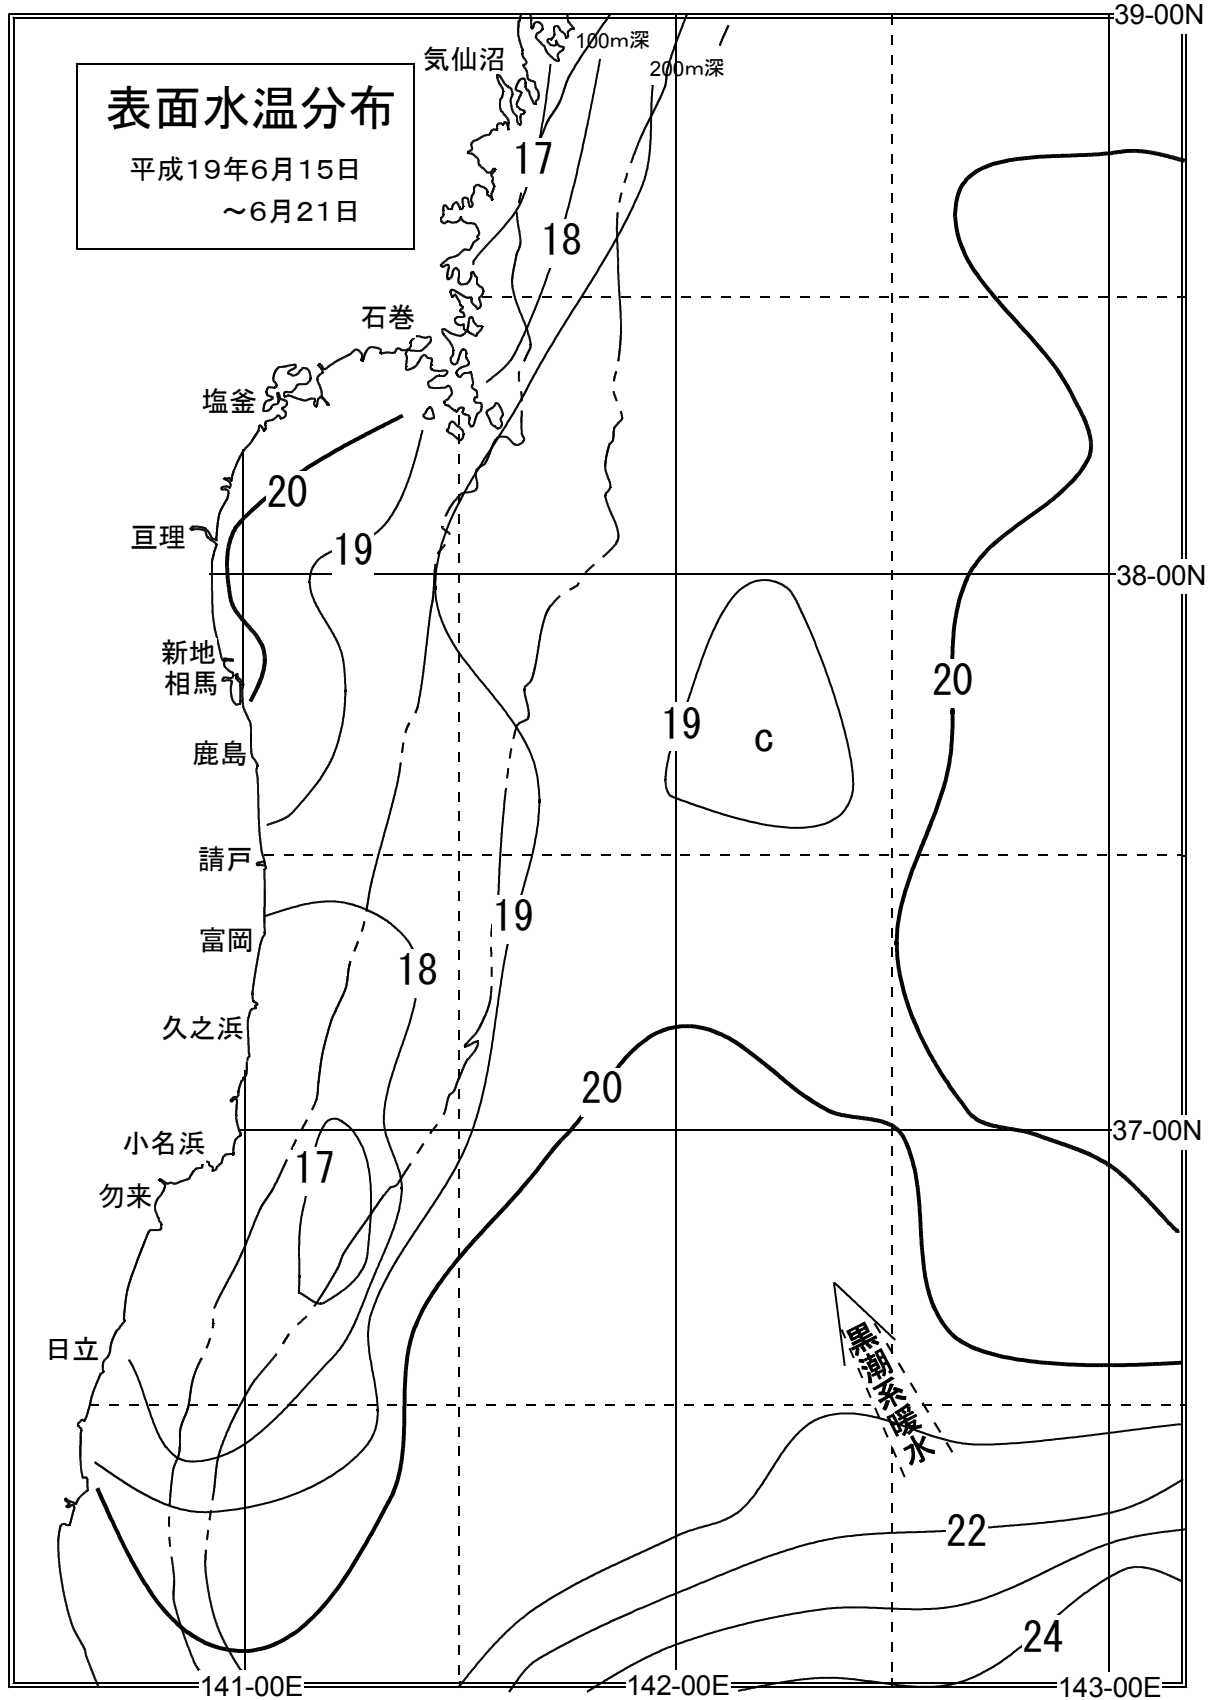 39-00N
100m深
気仙沼
200m深
表面水温分布
平成19年6月15日
～6月21日
17
18
石巻
塩釜
20
亘理
19
38-00N
新地
相馬
20
19
c
鹿島
請戸
19
富岡
18
久之浜
20
37-00N
小名浜
17
勿来
黒潮系暖水
日立
22
24
141-00E
142-00E
143-00E